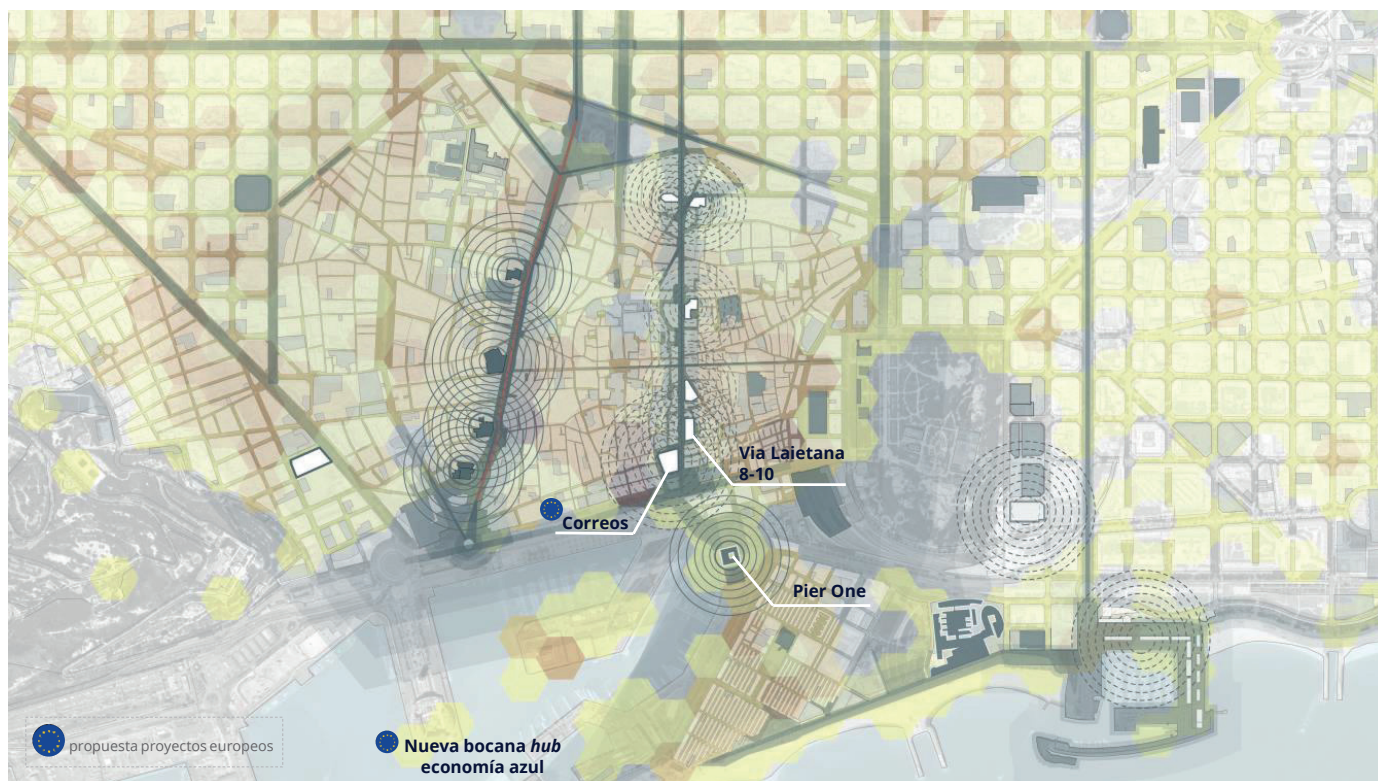 Via Laietana
8-10
Correos
Pier One
propuesta proyectos europeos
Nueva bocana hub
economía azul